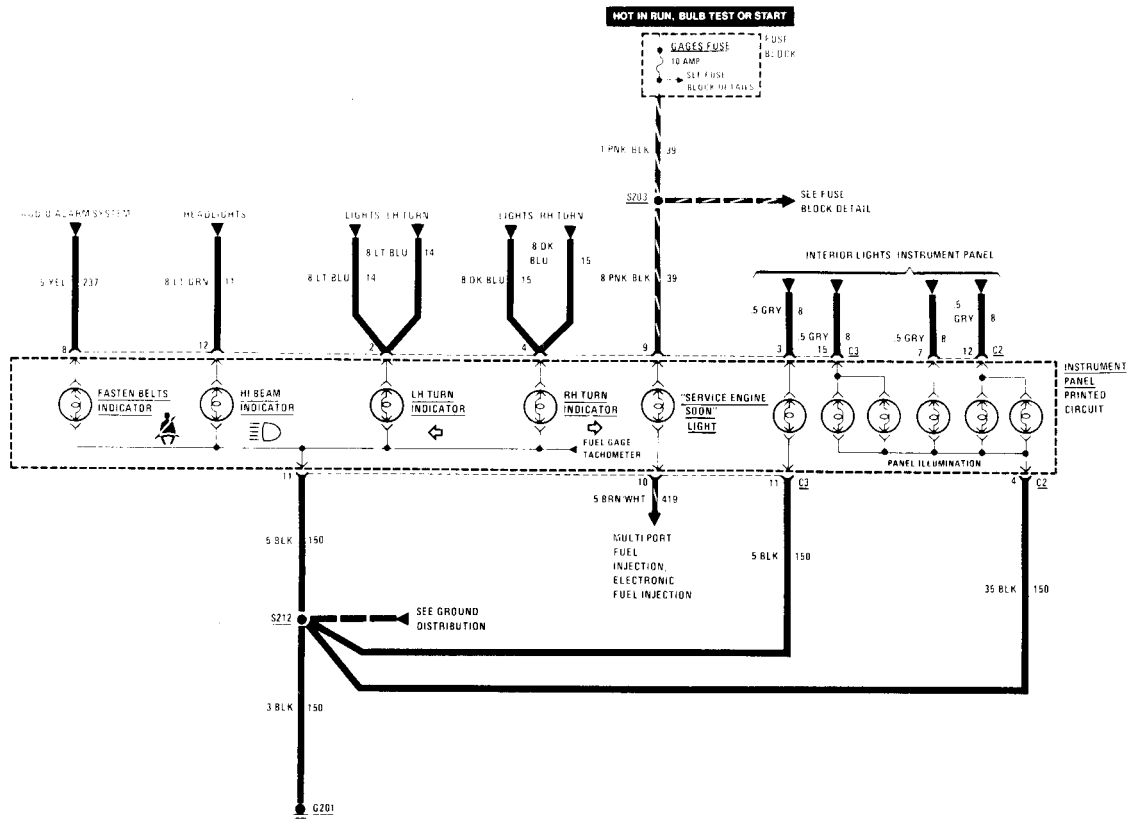 HOT IN RUN, BULB TEST OR START
GAGES FUSE
10 AMP
SEE FUSE
BLOCK DETAILS
FUSE
BLOCK
1 PNK BLK 39
S203
SEE FUSE
BLOCK DETAIL
AUDIO ALARM SYSTEM
HEADLIGHTS
LIGHTS LH TURN
LIGHTS RH TURN
INTERIOR LIGHTS INSTRUMENT PANEL
5 YEL 237
8 LT GRN 11
8 LT BLU 14
8 LT BLU 14
8 DK BLU 15
8 DK
BLU 15
8 PNK BLK 39
.5 GRY 8
.5 GRY 8
.5 GRY 8
.5
GRY 8
8
12
2
4
9
3
15 C3
7
12 C2
INSTRUMENT
PANEL
PRINTED
CIRCUIT
FASTEN BELTS
INDICATOR
HI BEAM
INDICATOR
LH TURN
INDICATOR
RH TURN
INDICATOR
"SERVICE ENGINE
SOON"
LIGHT
FUEL GAGE
TACHOMETER
PANEL ILLUMINATION
10
11 C3
4 C2
5 BLK 150
5 BRN/WHT 419
MULTI PORT
FUEL
INJECTION,
ELECTRONIC
FUEL INJECTION
5 BLK 150
35 BLK 150
S212
SEE GROUND
DISTRIBUTION
3 BLK 150
G201